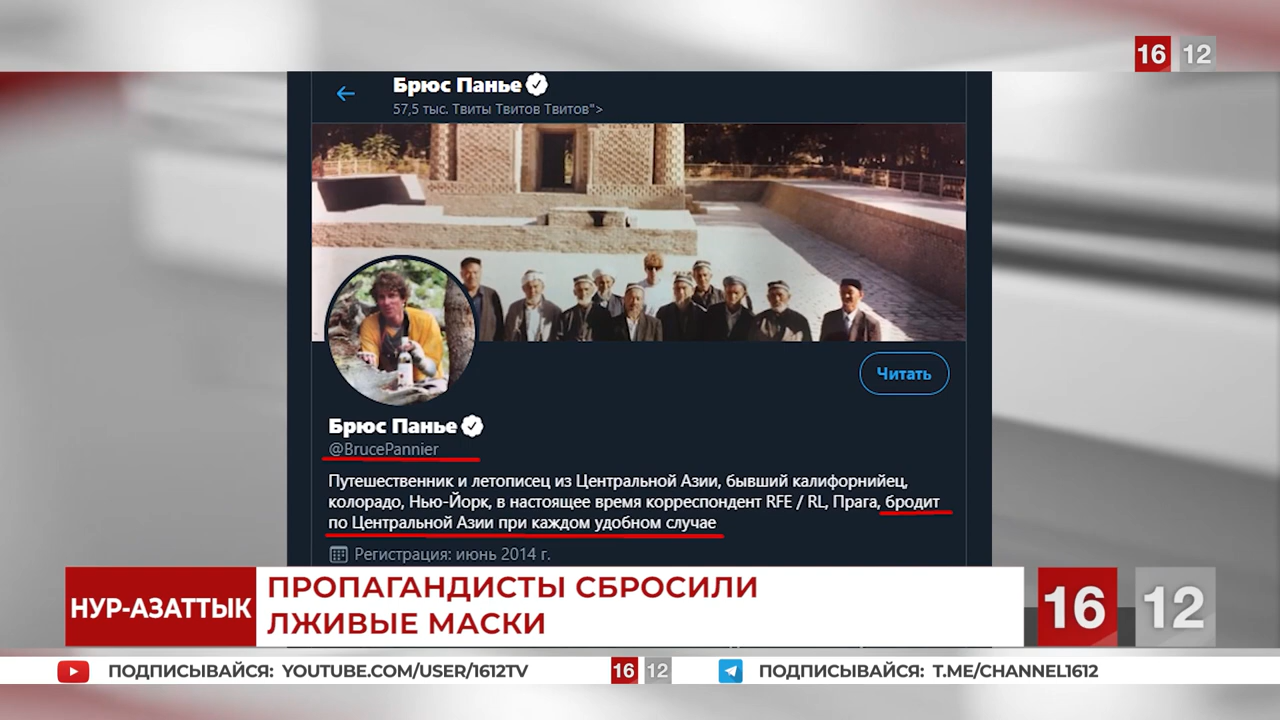 16 12
Брюс Панье
57,5 тыс. Твиты Твитов Твитов">
Читать
Брюс Панье
@BrucePannier
Путешественник и летописец из Центральной Азии, бывший калифорнийец,
колорадо, Нью-Йорк, в настоящее время корреспондент RFE / RL, Прага, бродит
по Центральной Азии при каждом удобном случае
Регистрация: июнь 2014 г.
НУР-АЗАТТЫК
ПРОПАГАНДИСТЫ СБРОСИЛИ
ЛЖИВЫЕ МАСКИ
16 12
ПОДПИСЫВАЙСЯ: YOUTUBE.COM/USER/1612TV
16 12
ПОДПИСЫВАЙСЯ: T.ME/CHANNEL1612